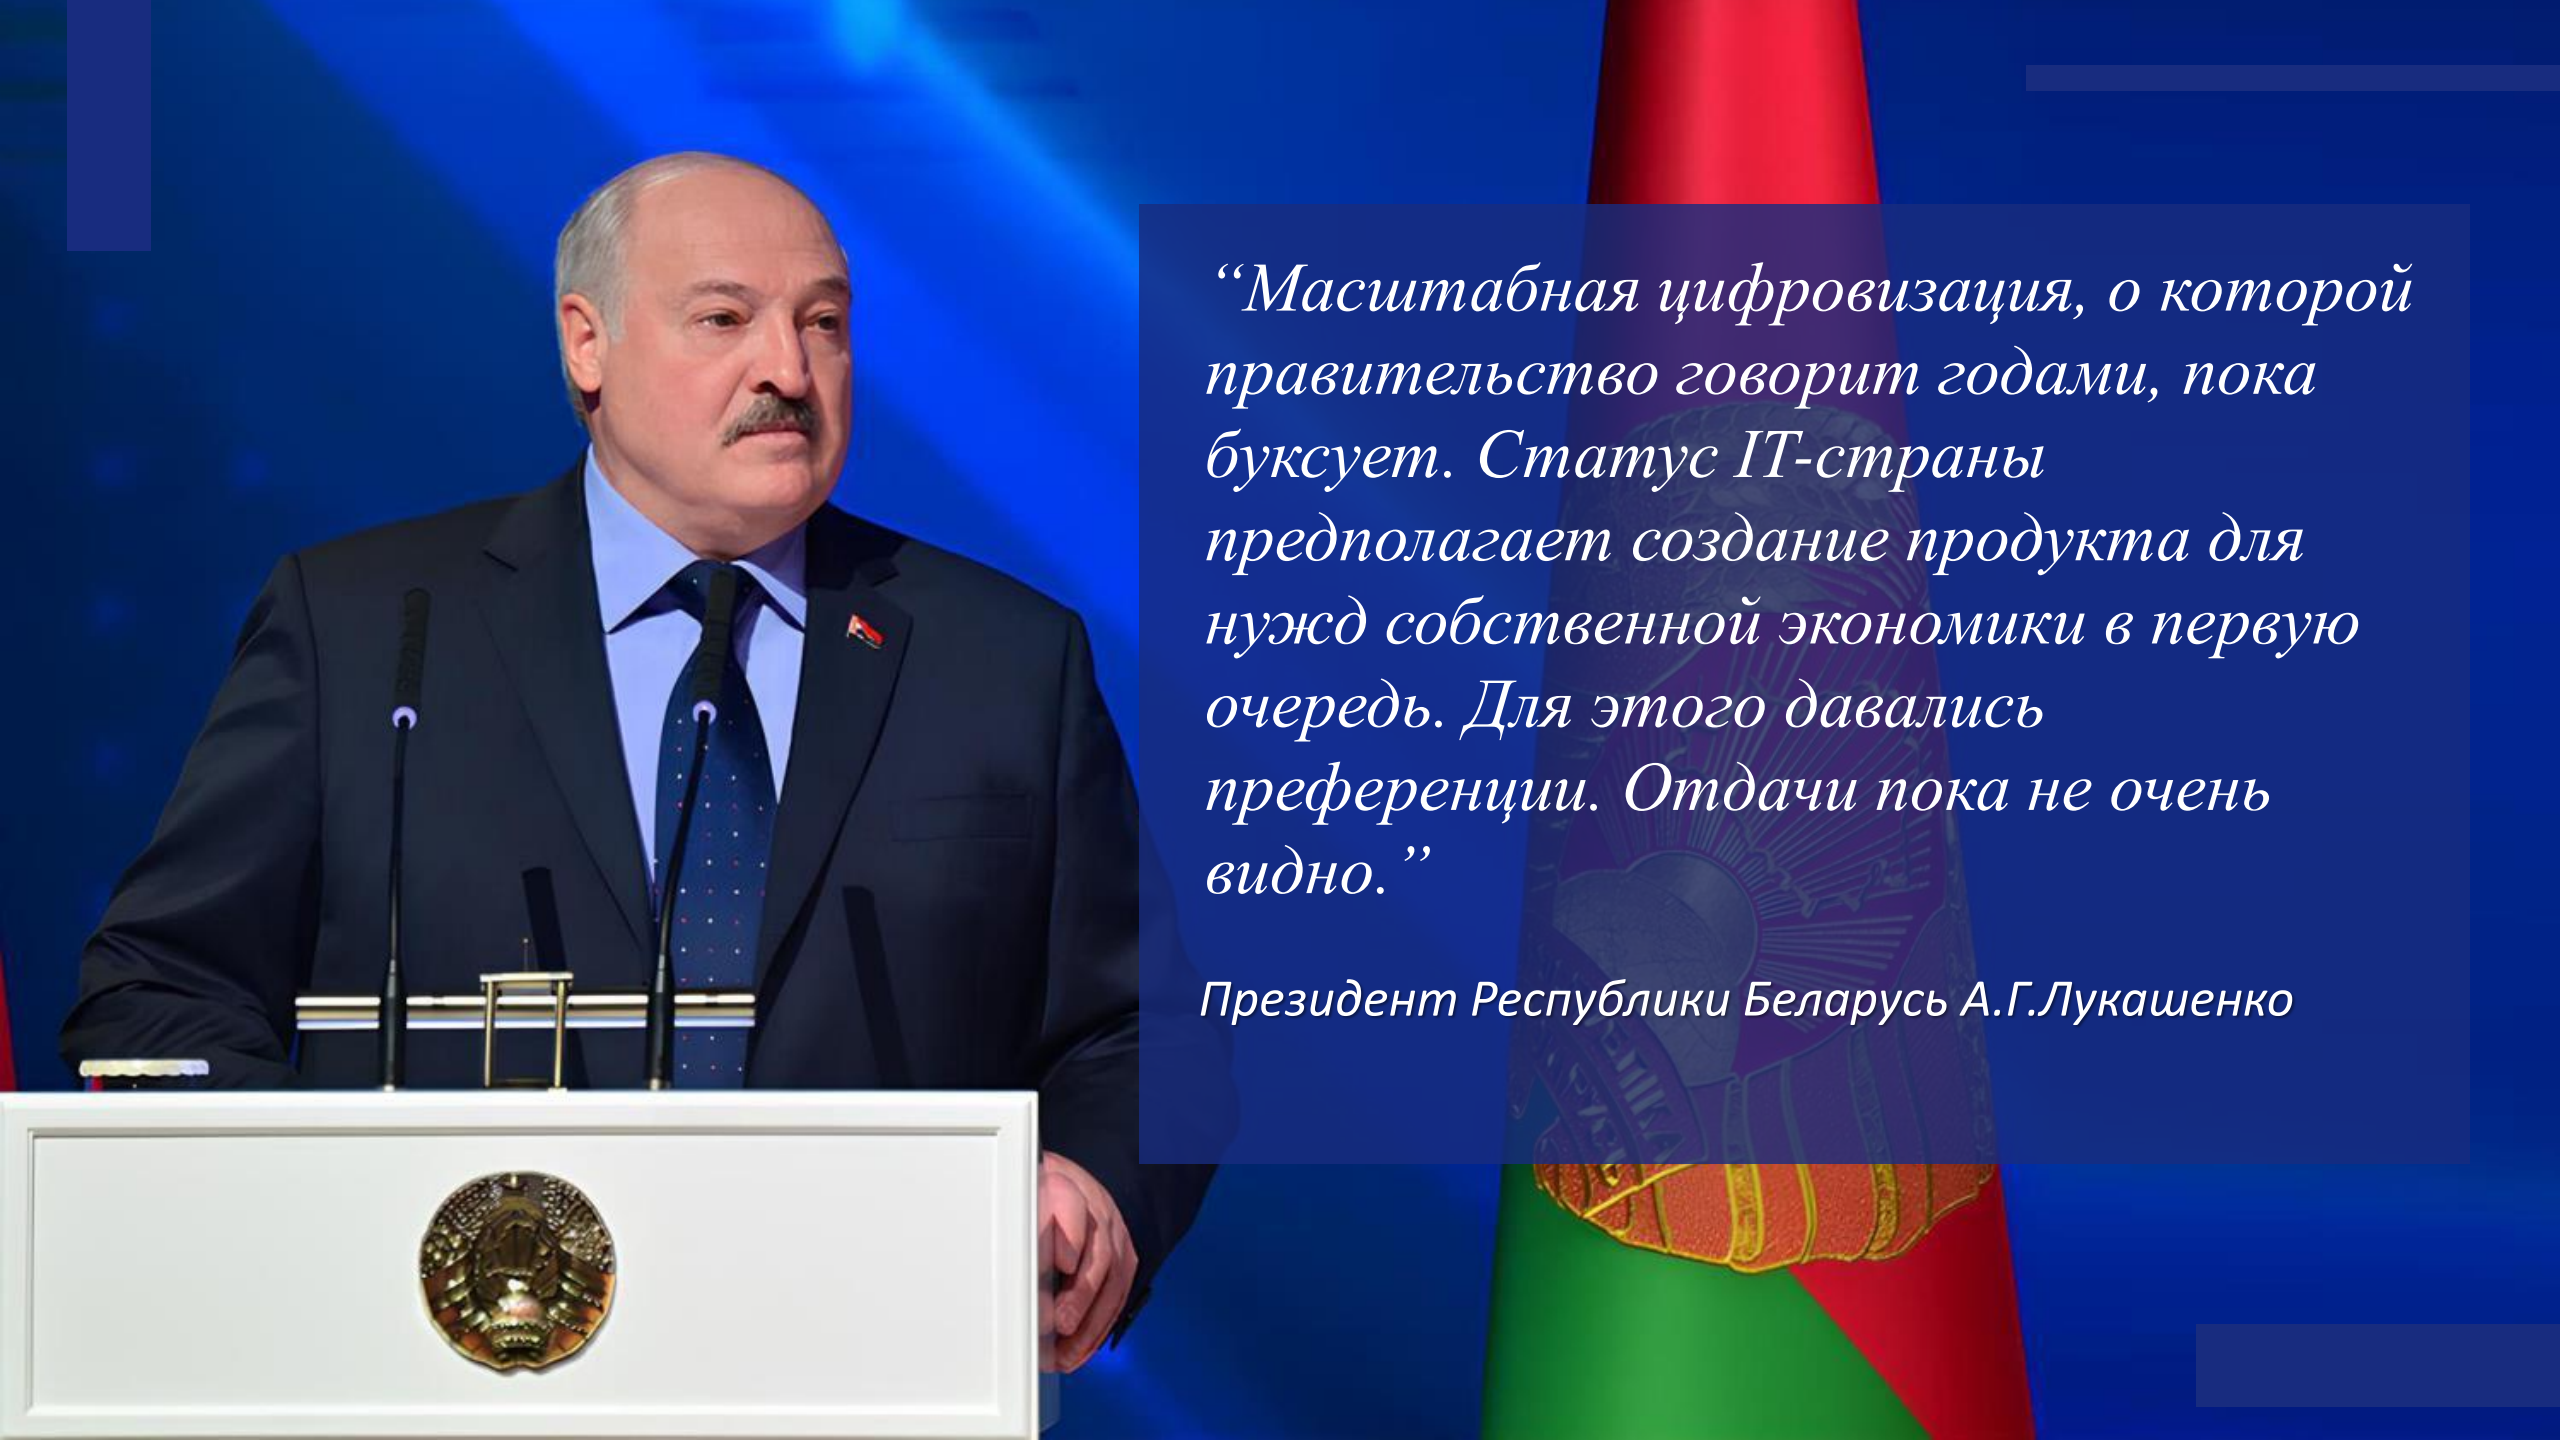 “Масштабная цифровизация, о которой
правительство говорит годами, пока
буксует. Статус IT-страны
предполагает создание продукта для
нужд собственной экономики в первую
очередь. Для этого давались
преференции. Отдачи пока не очень
видно.”
Президент Республики Беларусь А.Г.Лукашенко